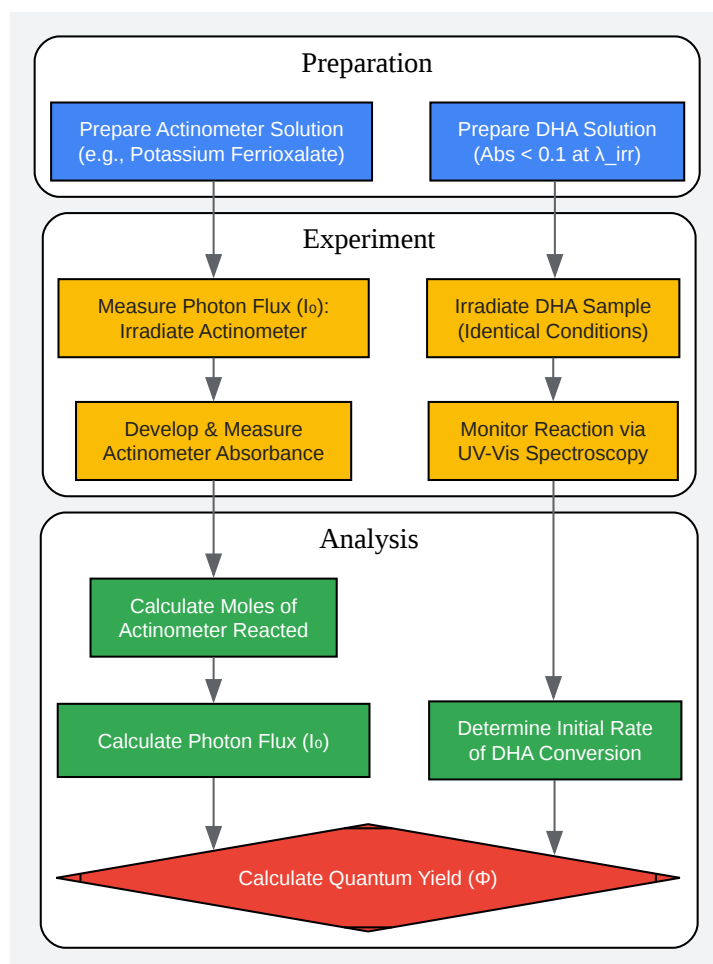 Preparation
Prepare Actinometer Solution
(e.g., Potassium Ferrioxalate)
Prepare DHA Solution
(Abs < 0.1 at λ_irr)
Experiment
Measure Photon Flux (I₀):
Irradiate Actinometer
Irradiate DHA Sample
(Identical Conditions)
Develop & Measure
Actinometer Absorbance
Monitor Reaction via
UV-Vis Spectroscopy
Analysis
Calculate Moles of
Actinometer Reacted
Calculate Photon Flux (I₀)
Determine Initial Rate
of DHA Conversion
Calculate Quantum Yield (Φ)